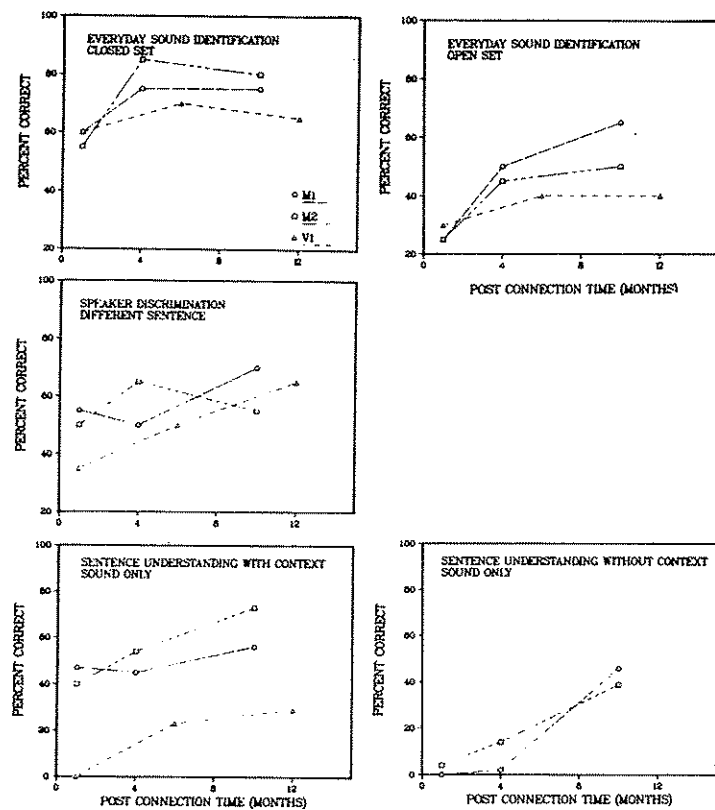 EVERYDAY SOUND IDENTIFICATION
CLOSED SET
PERCENT CORRECT
100
80
60
40
20
0
4
8
12
M1
M2
V1
EVERYDAY SOUND IDENTIFICATION
OPEN SET
PERCENT CORRECT
100
80
60
40
20
0
4
8
12
POST CONNECTION TIME (MONTHS)
SPEAKER DISCRIMINATION
DIFFERENT SENTENCE
PERCENT CORRECT
100
80
60
40
20
0
4
8
12
SENTENCE UNDERSTANDING WITH CONTEXT
SOUND ONLY
PERCENT CORRECT
100
80
60
40
20
0
0
4
8
12
POST CONNECTION TIME (MONTHS)
SENTENCE UNDERSTANDING WITHOUT CONTEXT
SOUND ONLY
PERCENT CORRECT
100
80
60
40
20
0
0
4
8
12
POST CONNECTION TIME (MONTHS)